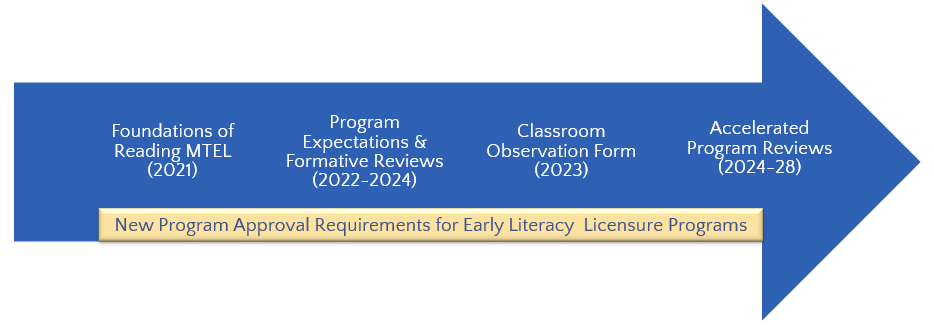 Foundations of
Reading MTEL
(2021)
Program
Expectations &
Formative Reviews
(2022-2024)
Classroom
Observation Form
(2023)
Accelerated
Program Reviews
(2024-28)
New Program Approval Requirements for Early Literacy  Licensure Programs